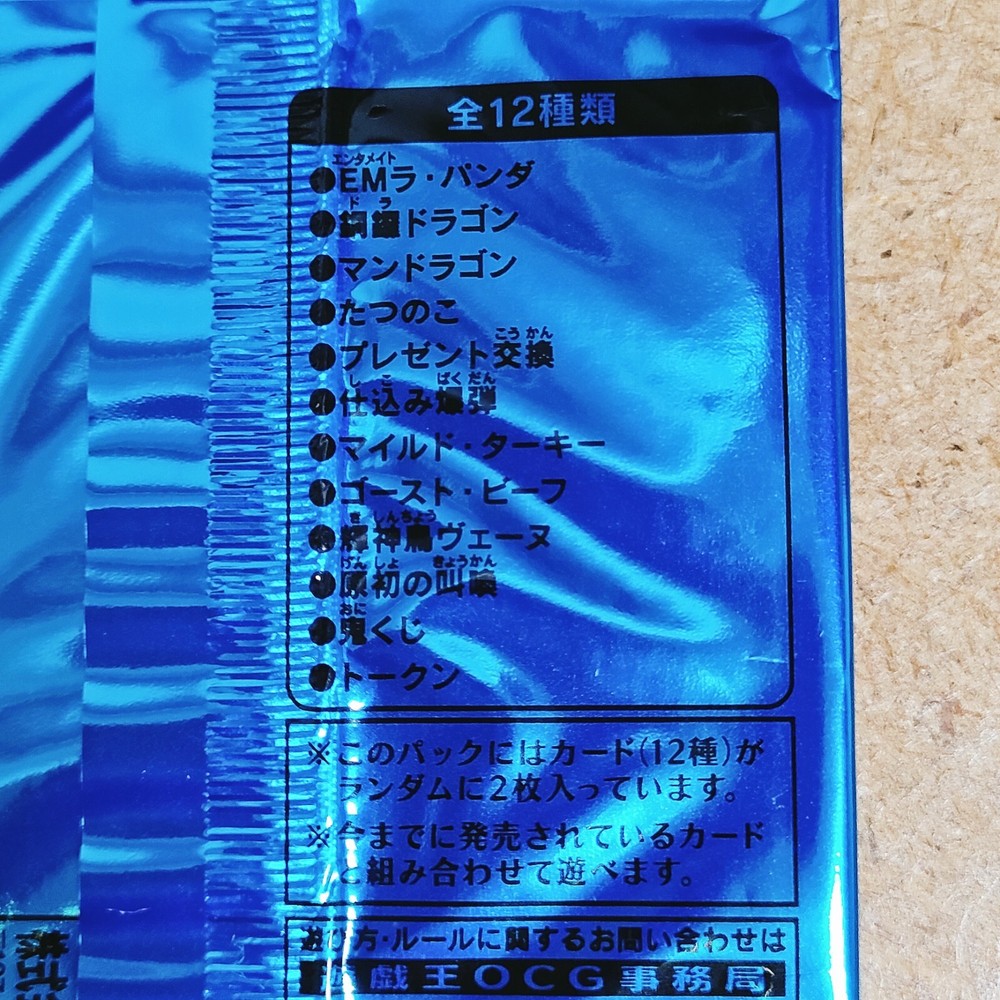 全12種類
エンタメイト
●EMラ・パンダ
ドラ
●銅鑼ドラゴン
●マンドラゴン
●たつのこ
こうかん
●プレゼント交換
しこ ばくだん
●仕込み爆弾
●マイルド・ターキー
●ゴースト・ビーフ
きしんちょう
●輝神鳥ヴェーヌ
げんしょ きょうかん
●原初の叫喚
おに
●鬼くじ
●トークン
※このパックにはカード(12種)が
ランダムに2枚入っています。
※今までに発売されているカード
と組み合わせて遊べます。
遊び方・ルールに関するお問い合わせは
遊戯王OCG事務局
株式